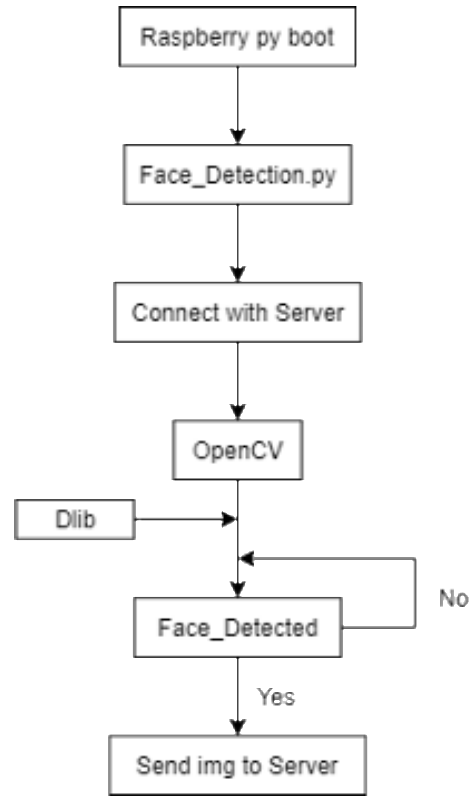 Raspberry py boot
Face_Detection.py
Connect with Server
OpenCV
Dlib
No
Face_Detected
Yes
Send img to Server